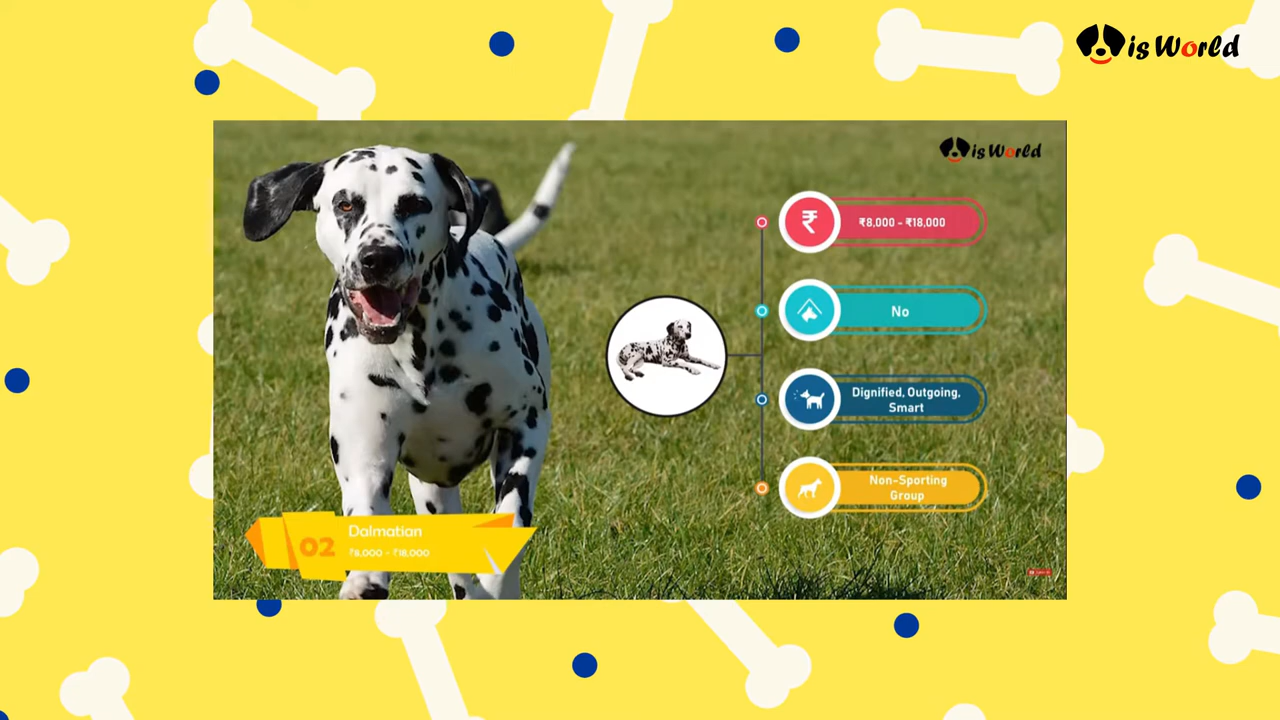 is World
is World
₹8,000 - ₹18,000
No
Dignified, Outgoing,
Smart
Non-Sporting
Group
02
Dalmatian
₹8,000 - ₹18,000